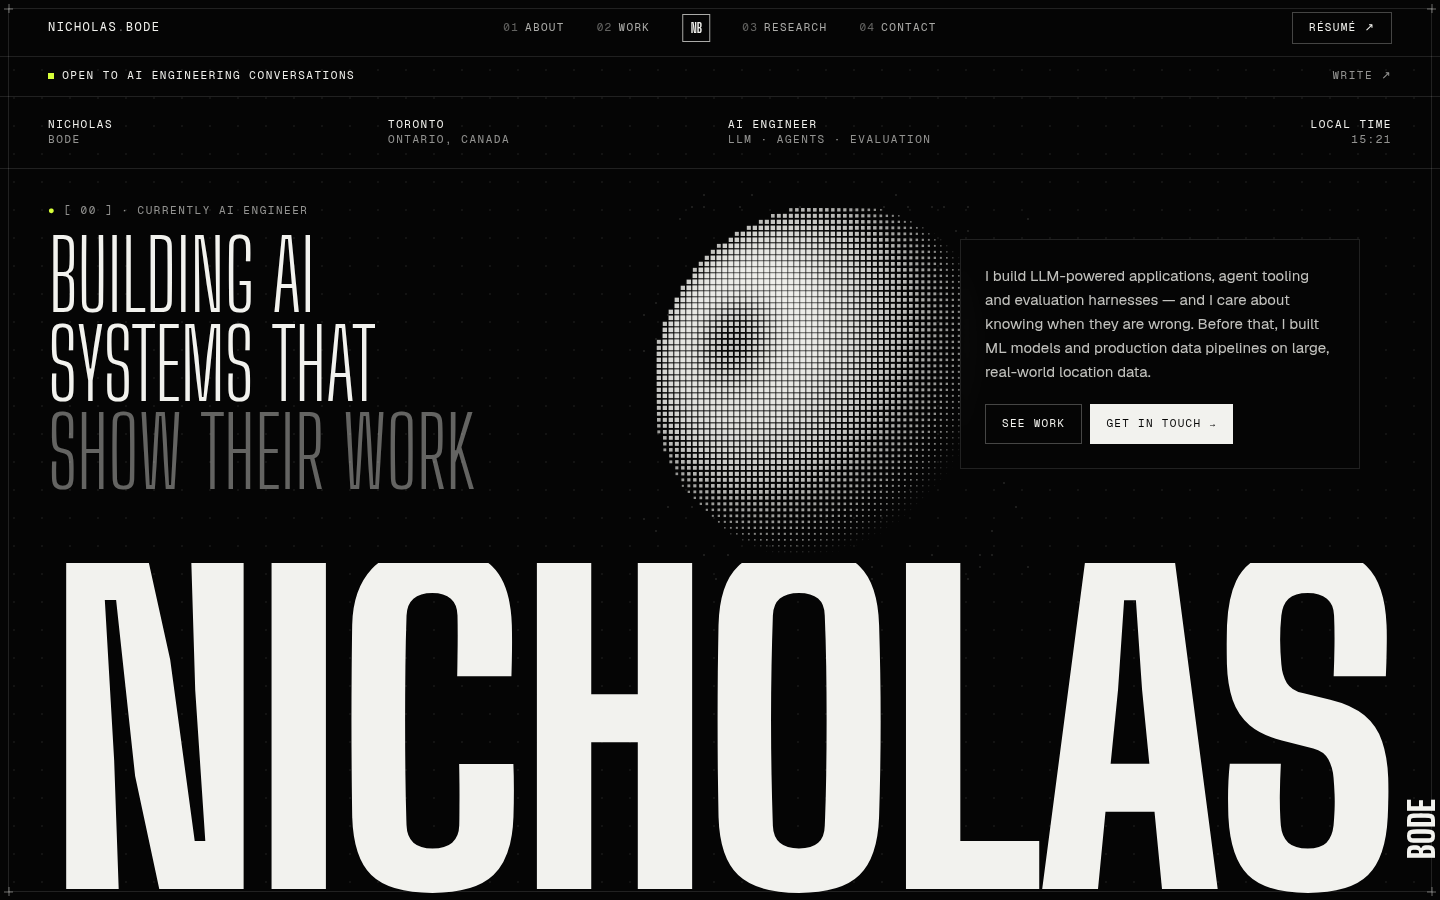 NICHOLAS.BODE
01 ABOUT
02 WORK
NB
03 RESEARCH
04 CONTACT
RÉSUMÉ ↗
OPEN TO AI ENGINEERING CONVERSATIONS
WRITE ↗
NICHOLAS
BODE
TORONTO
ONTARIO, CANADA
AI ENGINEER
LLM · AGENTS · EVALUATION
LOCAL TIME
15:21
[ 00 ] · CURRENTLY AI ENGINEER
BUILDING AI
SYSTEMS THAT
SHOW THEIR WORK
I build LLM-powered applications, agent tooling
and evaluation harnesses — and I care about
knowing when they are wrong. Before that, I built
ML models and production data pipelines on large,
real-world location data.
SEE WORK
GET IN TOUCH →
NICHOLAS
BODE